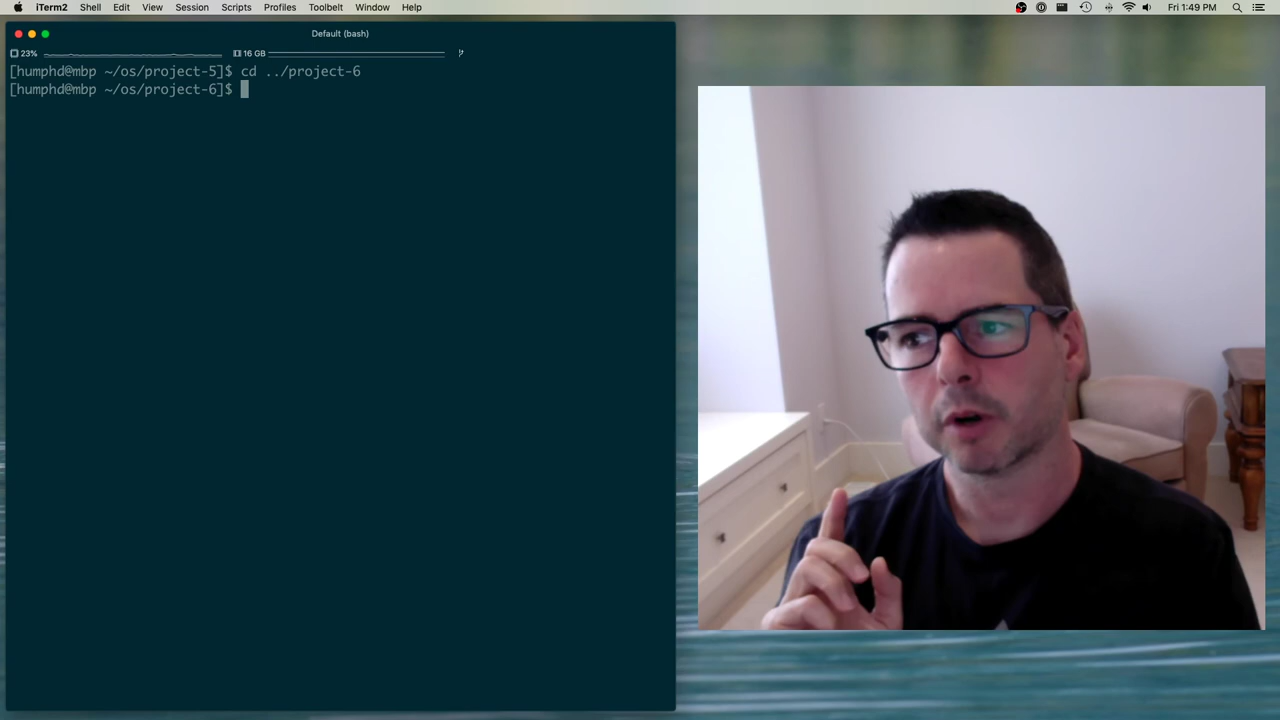 iTerm2 Shell Edit View Session Scripts Profiles Toolbelt Window Help Fri 1:49 PM
Default (bash)
23% 16 GB
[humphd@mbp ~/os/project-5]$ cd ../project-6
[humphd@mbp ~/os/project-6]$